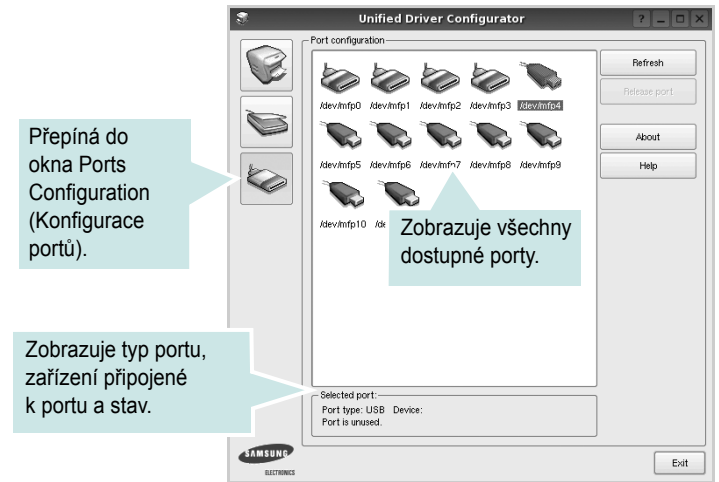 Unified Driver Configurator
Port configuration
/dev/mfp0 /dev/mfp1 /dev/mfp2 /dev/mfp3 /dev/mfp4
/dev/mfp5 /dev/mfp6 /dev/mfp7 /dev/mfp8 /dev/mfp9
/dev/mfp10
Refresh
Release port
About
Help
Přepíná do
okna Ports
Configuration
(Konfigurace
portů).
Zobrazuje všechny
dostupné porty.
Zobrazuje typ portu,
zařízení připojené
k portu a stav.
Selected port:
Port type: USB Device:
Port is unused.
SAMSUNG
ELECTRONICS
Exit